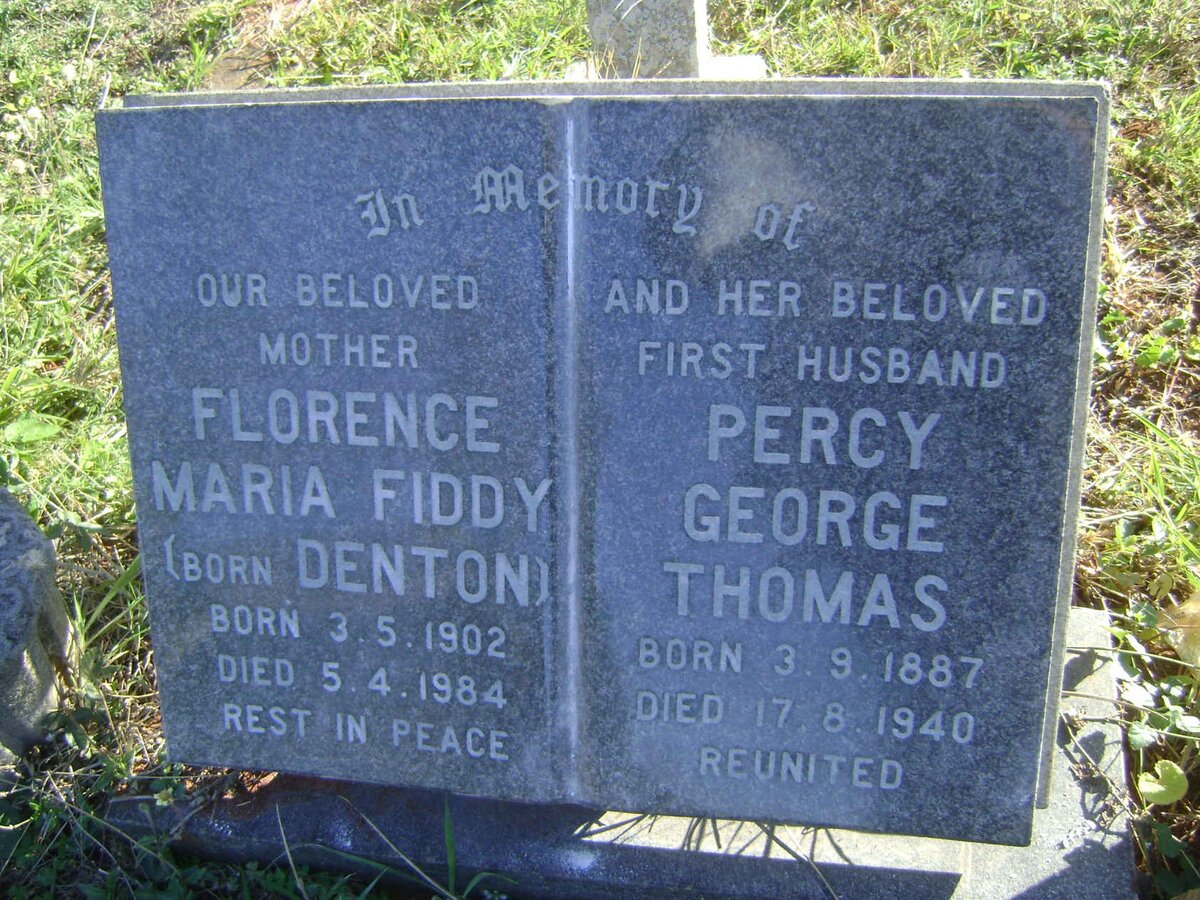 In Memory of
OUR BELOVED
MOTHER
FLORENCE
MARIA FIDDY
(BORN DENTON)
BORN 3.5.1902
DIED 5.4.1984
REST IN PEACE
AND HER BELOVED
FIRST HUSBAND
PERCY
GEORGE
THOMAS
BORN 3.9.1887
DIED 17.8.1940
REUNITED